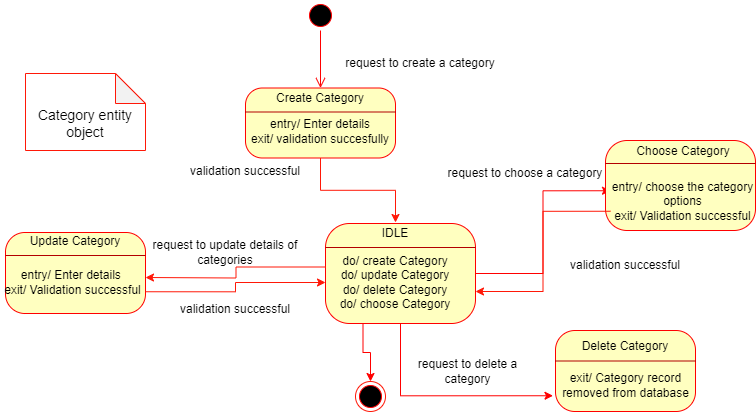 request to create a category
Category entity
object
Create Category
entry/ Enter details
exit/ validation succesfully
validation successful
request to choose a category
Choose Category
entry/ choose the category
options
exit/ Validation successful
validation successful
IDLE
do/ create Category
do/ update Category
do/ delete Category
do/ choose Category
request to update details of
categories
Update Category
entry/ Enter details
exit/ Validation successful
validation successful
request to delete a
category
Delete Category
exit/ Category record
removed from database